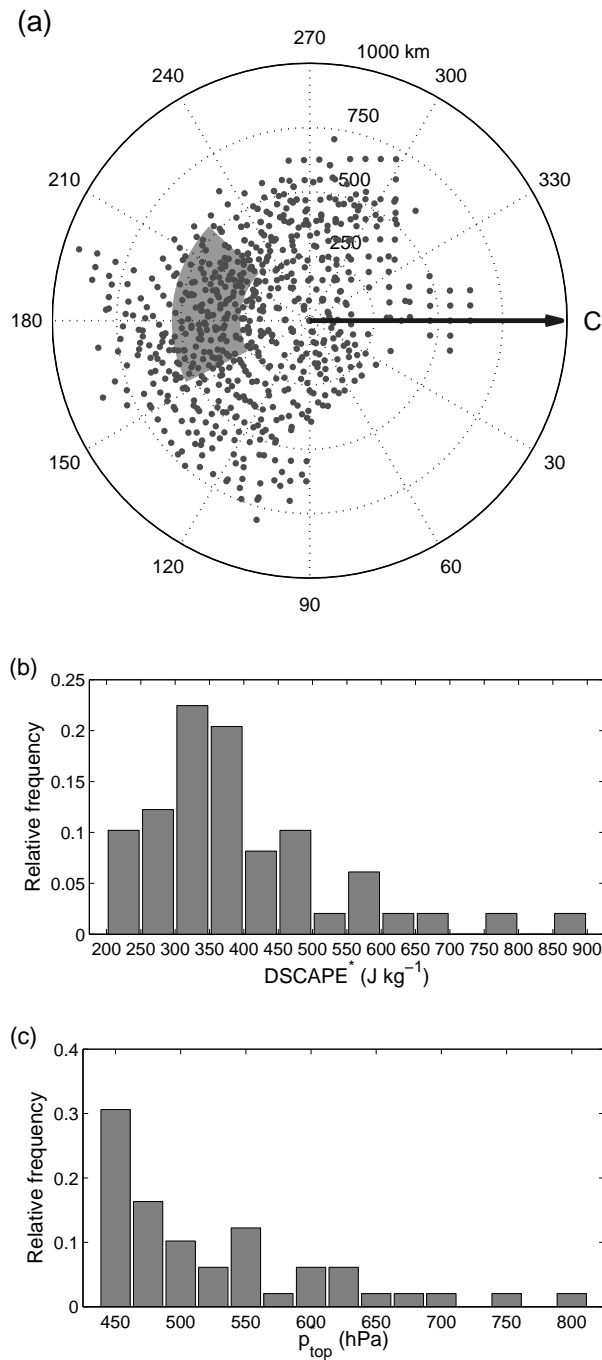 (a)
270
1000 km
240
300
750
210
500
330
250
180
C
150
30
120
60
90
(b)
0.25
0.2
0.15
0.1
0.05
0
Relative frequency
200 250 300 350 400 450 500 550 600 650 700 750 800 850 900
DSCAPE* (J kg−1)
(c)
0.4
0.3
0.2
0.1
0
Relative frequency
450 500 550 600 650 700 750 800
p*top (hPa)